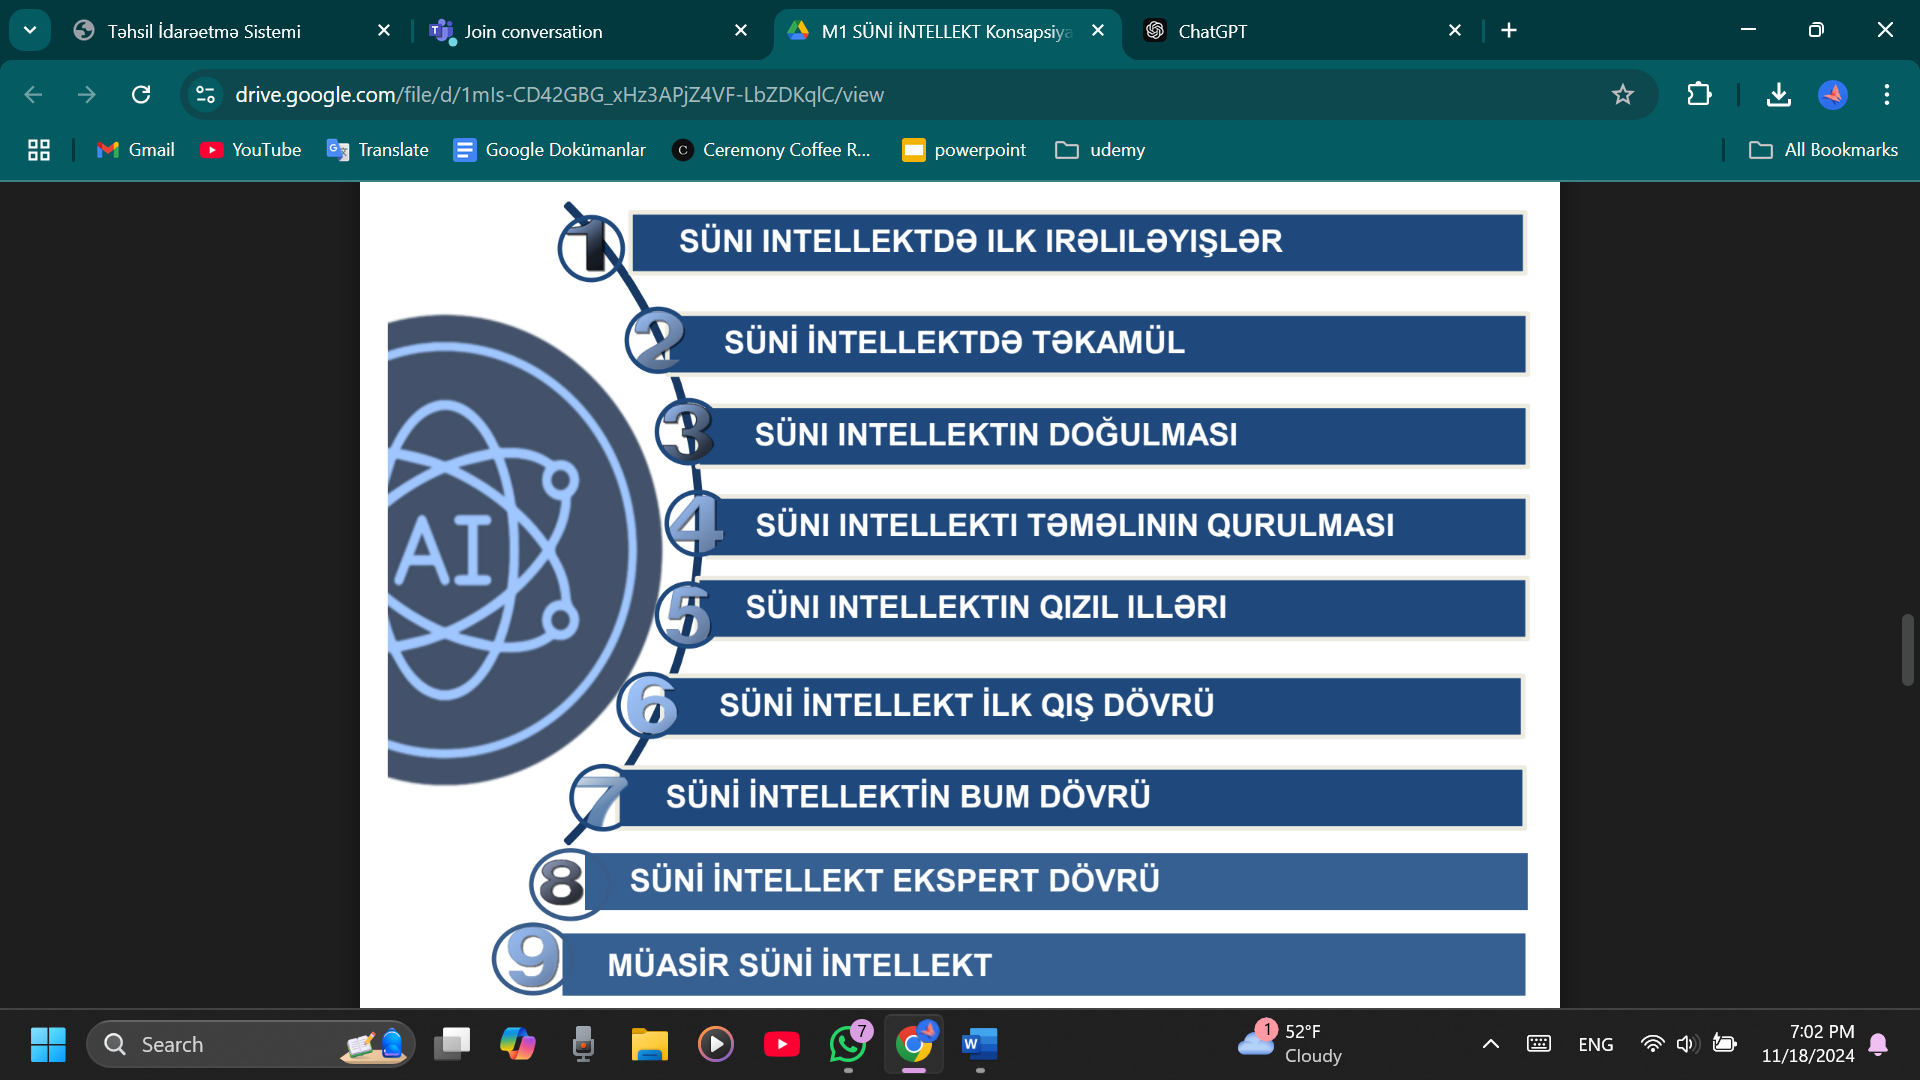 Təhsil İdarəetmə Sistemi
Join conversation
M1 SÜNİ İNTELLEKT Konsapsiya
ChatGPT
drive.google.com/file/d/1mIs-CD42GBG_xHz3APjZ4VF-LbZDKqlC/view
Gmail
YouTube
Translate
Google Dokümanlar
Ceremony Coffee R...
powerpoint
udemy
All Bookmarks
1 SÜNI INTELLEKTDƏ ILK IRƏLILƏYIŞLƏR
2 SÜNİ İNTELLEKTDƏ TƏKAMÜL
3 SÜNI INTELLEKTIN DOĞULMASI
4 SÜNI INTELLEKTI TƏMƏLININ QURULMASI
5 SÜNI INTELLEKTIN QIZIL ILLƏRI
6 SÜNİ İNTELLEKT İLK QIŞ DÖVRÜ
7 SÜNİ İNTELLEKTİN BUM DÖVRÜ
8 SÜNİ İNTELLEKT EKSPERT DÖVRÜ
9 MÜASİR SÜNİ İNTELLEKT
AI
Search
7
1
52°F
Cloudy
ENG
7:02 PM
11/18/2024